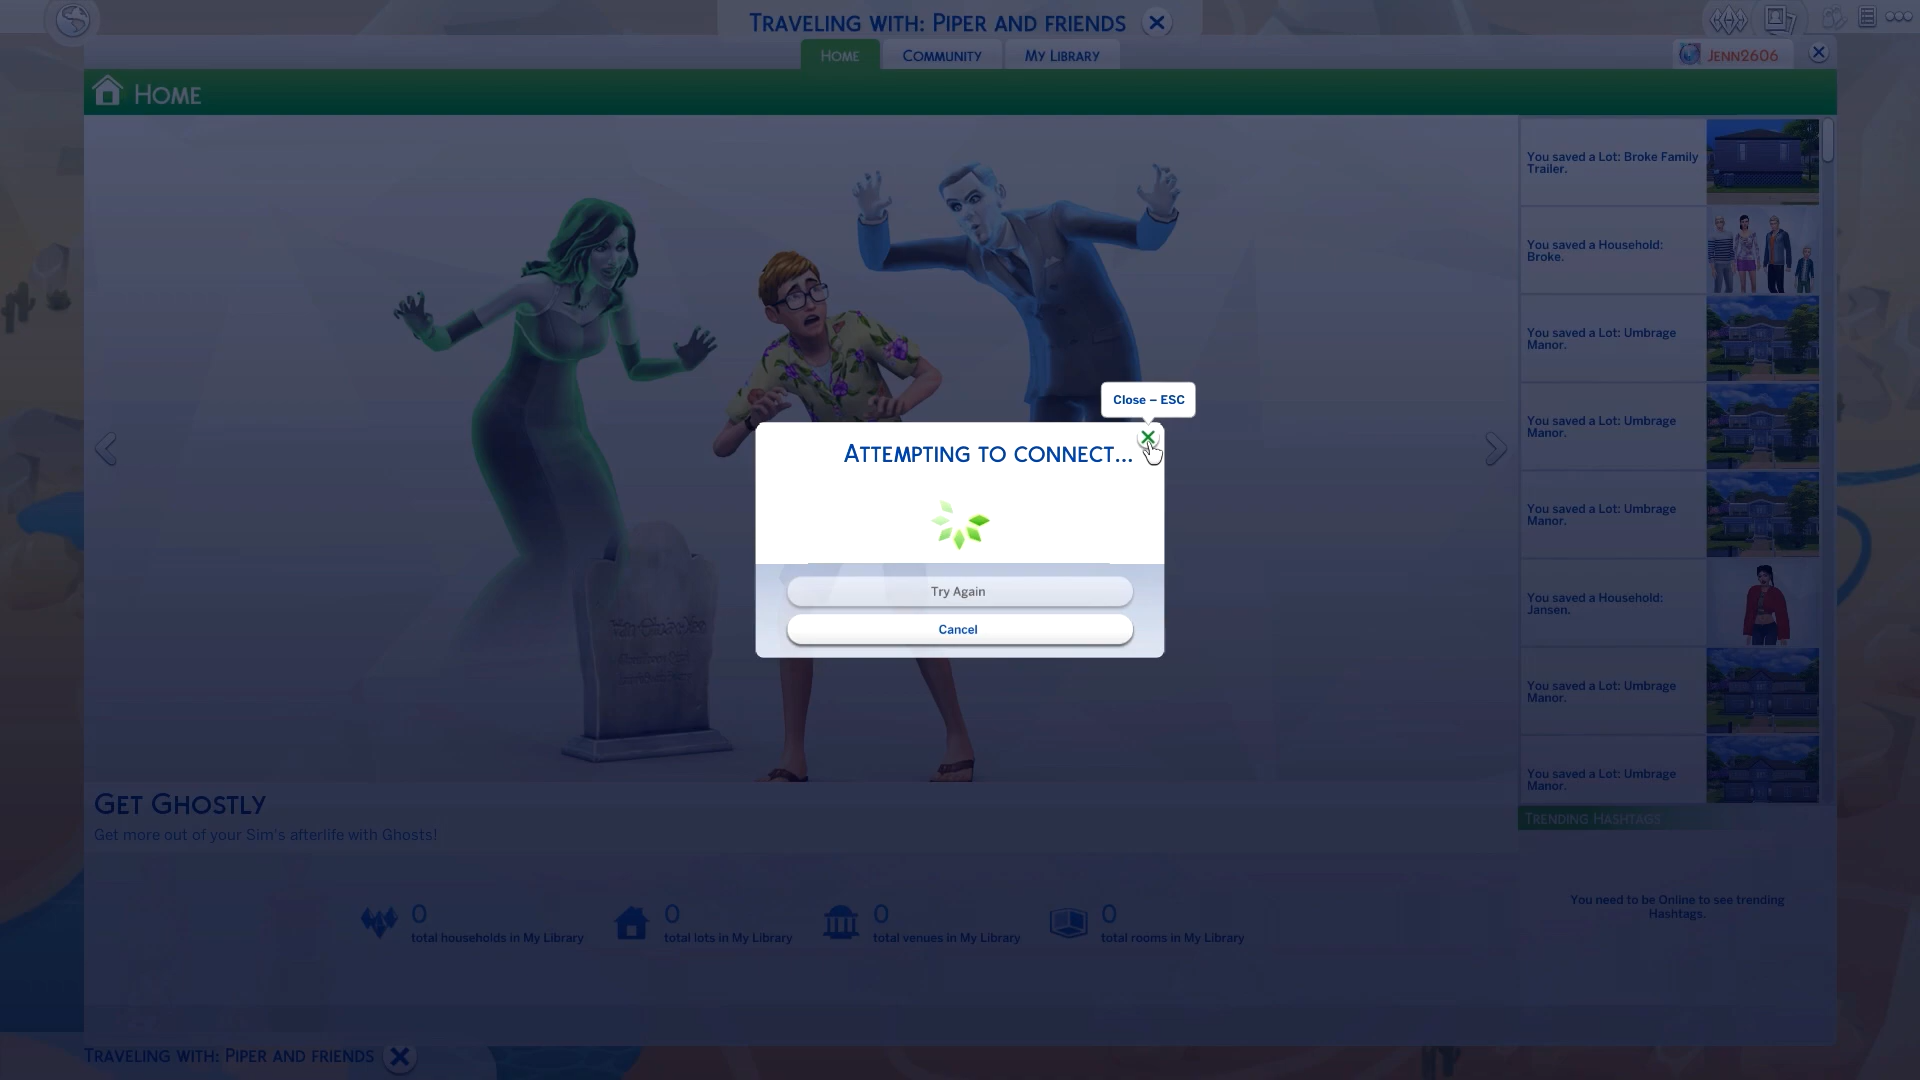 Traveling with: Piper and friends
Home
Community
My Library
Jenn2606
Home
You saved a Lot: Broke Family
Trailer.
You saved a Household:
Broke.
You saved a Lot: Umbrage
Manor.
You saved a Lot: Umbrage
Manor.
You saved a Lot: Umbrage
Manor.
You saved a Household:
Jansen.
You saved a Lot: Umbrage
Manor.
You saved a Lot: Umbrage
Manor.
Close – ESC
Attempting to connect...
Try Again
Cancel
Get Ghostly
Get more out of your Sim's afterlife with Ghosts!
Trending Hashtags
You need to be Online to see trending
Hashtags.
0
total households in My Library
0
total lots in My Library
0
total venues in My Library
0
total rooms in My Library
Traveling with: Piper and friends